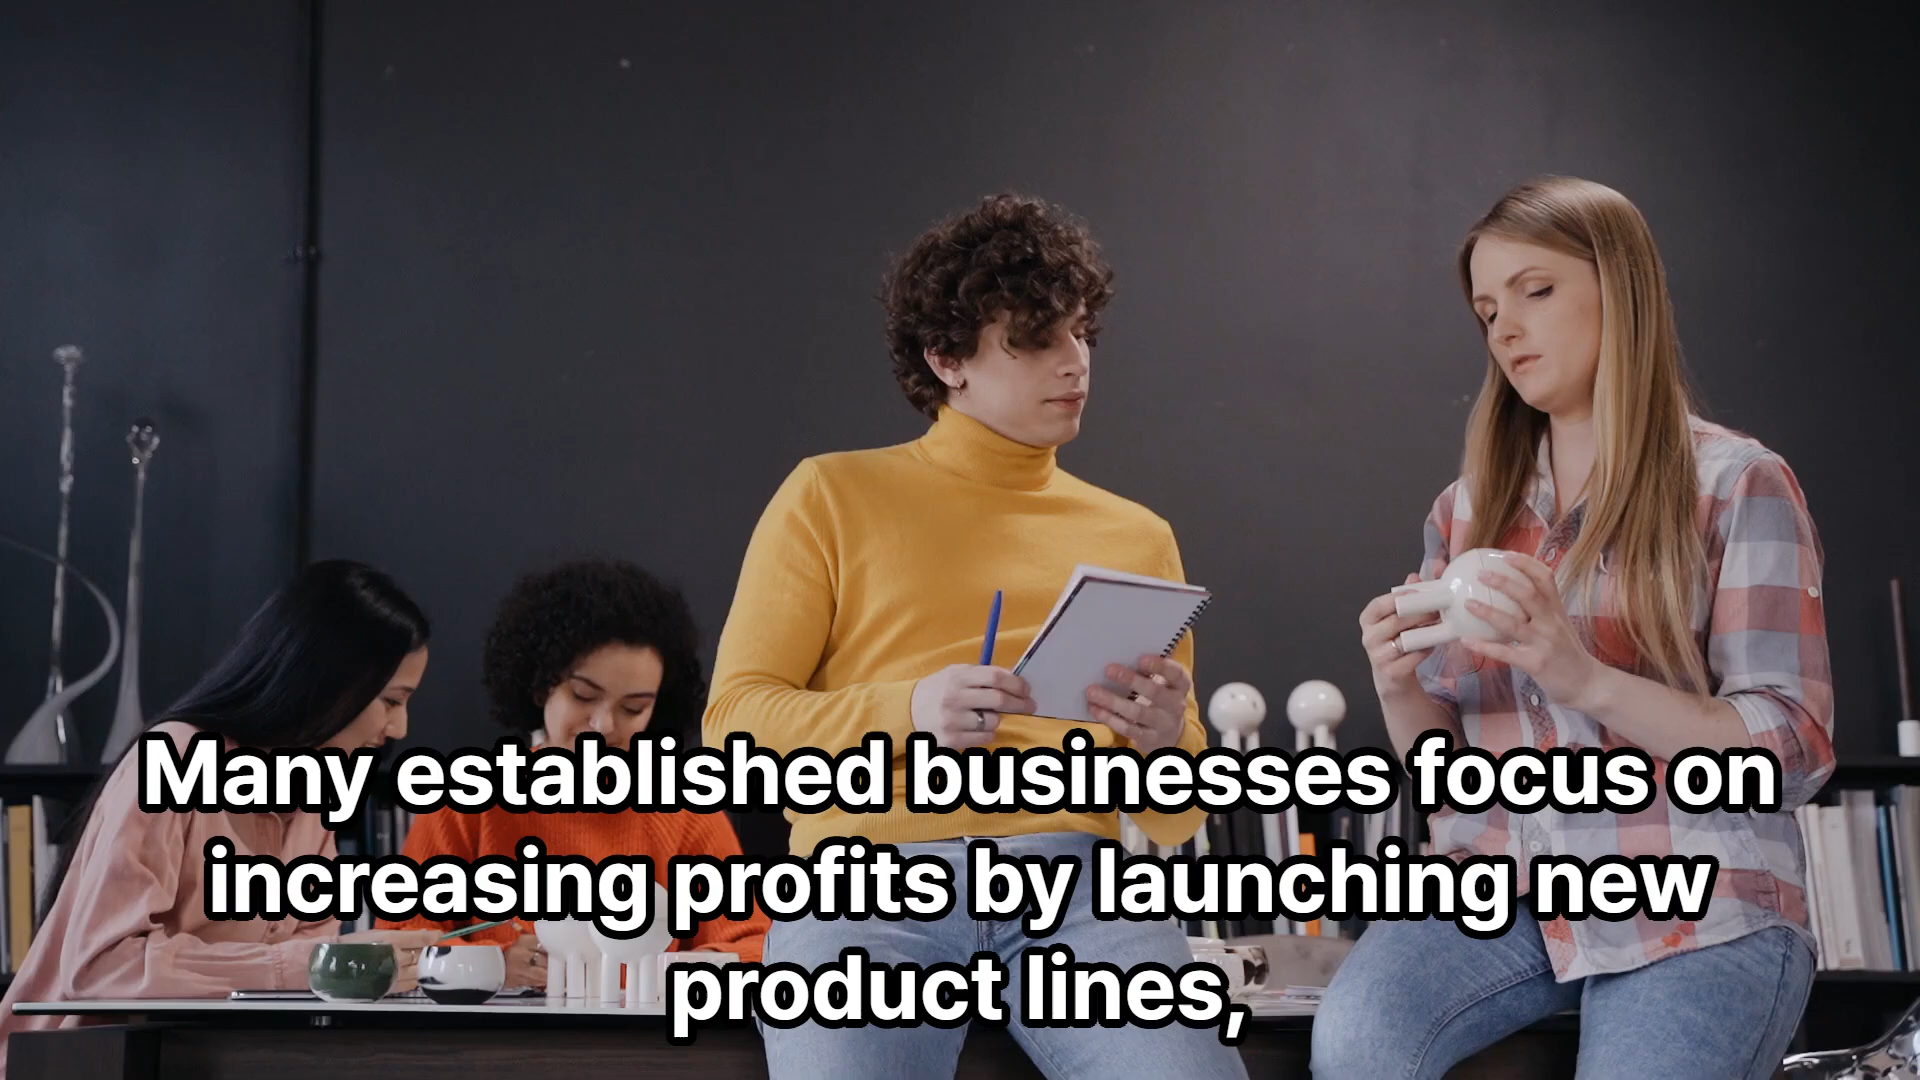 Many established businesses focus on
increasing profits by launching new
product lines,